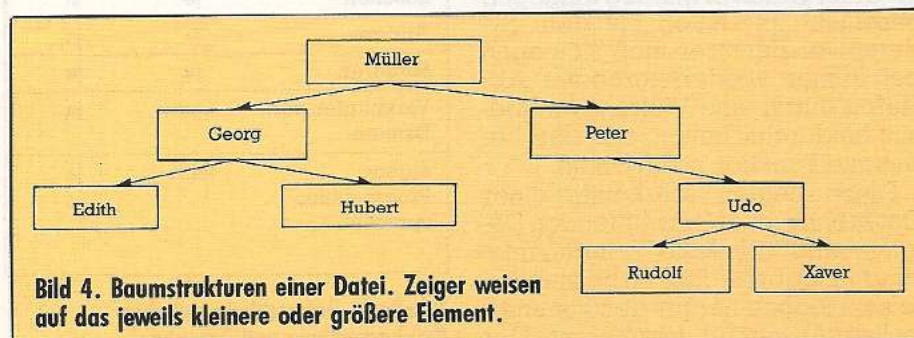 Müller
Georg
Peter
Edith
Hubert
Udo
Rudolf
Xaver
Bild 4. Baumstrukturen einer Datei. Zeiger weisen
auf das jeweils kleinere oder größere Element.